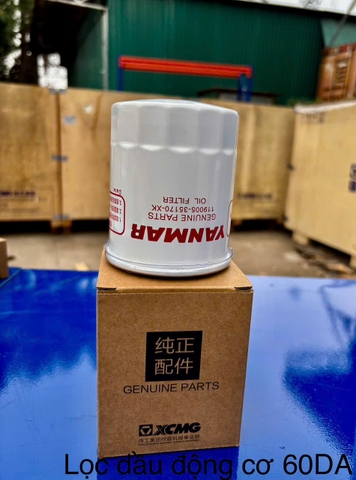 YANMAR
GENUINE PARTS
119005-35170-XK
OIL FILTER
纯正
配件
GENUINE PARTS
XCMG
Lọc dầu động cơ 60DA